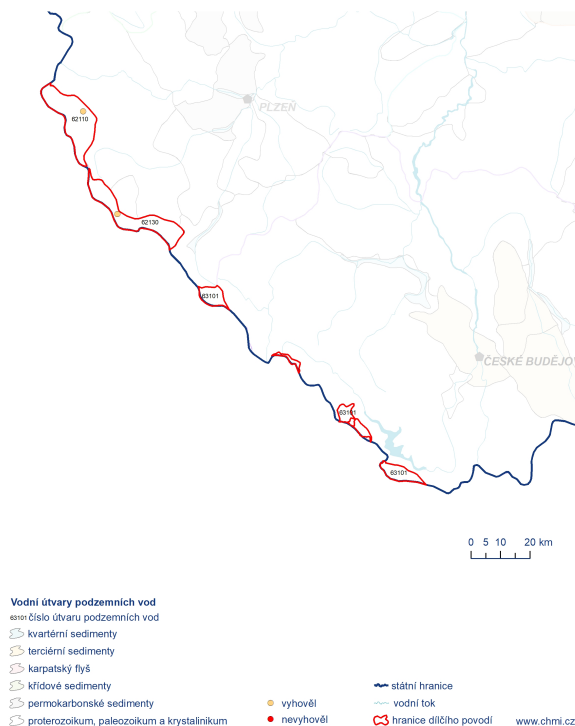 62110
PLZEŇ
62130
63101
63101
ČESKÉ BUDĚJOV
63101
0 5 10 20 km
Vodní útvary podzemních vod
63101 číslo útvaru podzemních vod
kvartérní sedimenty
terciérní sedimenty
karpatský flyš
křídové sedimenty
permokarbonské sedimenty
proterozoikum, paleozoikum a krystalinikum
vyhověl
nevyhověl
státní hranice
vodní tok
hranice dílčího povodí
www.chmi.cz